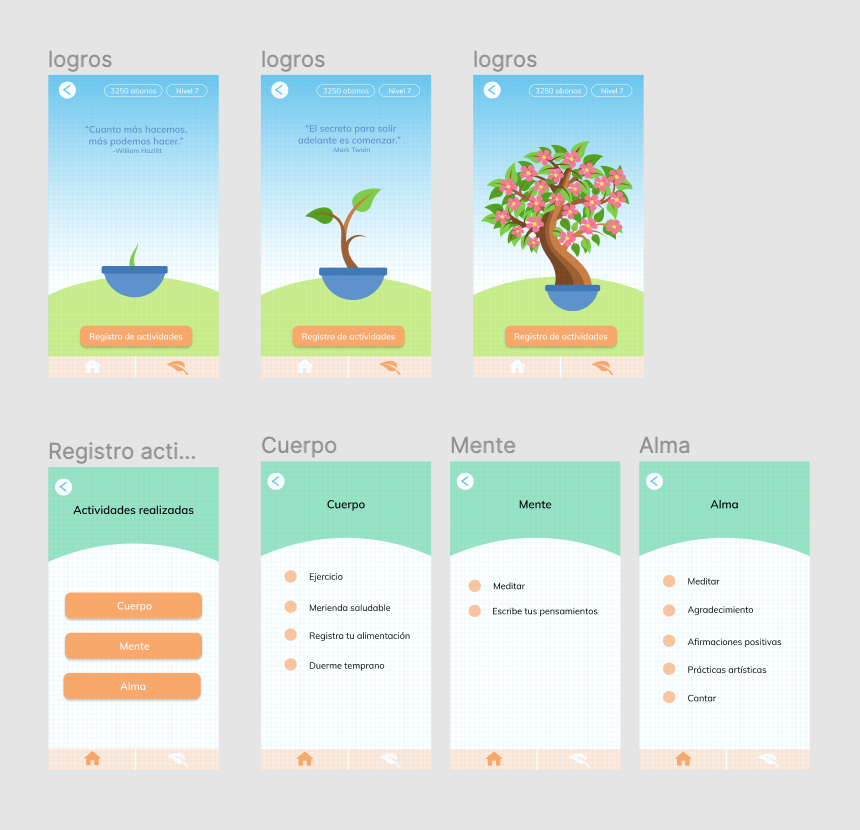 logros
3250 abonos
Nivel 7
“Cuanto más hacemos,
más podemos hacer.”
-William Hazlitt
Registro de actividades
logros
3250 abonos
Nivel 7
“El secreto para salir
adelante es comenzar.”
-Mark Twain
Registro de actividades
logros
3250 abonos
Nivel 7
Registro de actividades
Registro acti...
Actividades realizadas
Cuerpo
Mente
Alma
Cuerpo
Cuerpo
Ejercicio
Merienda saludable
Registra tu alimentación
Duerme temprano
Mente
Mente
Meditar
Escribe tus pensamientos
Alma
Alma
Meditar
Agradecimiento
Afirmaciones positivas
Prácticas artísticas
Cantar